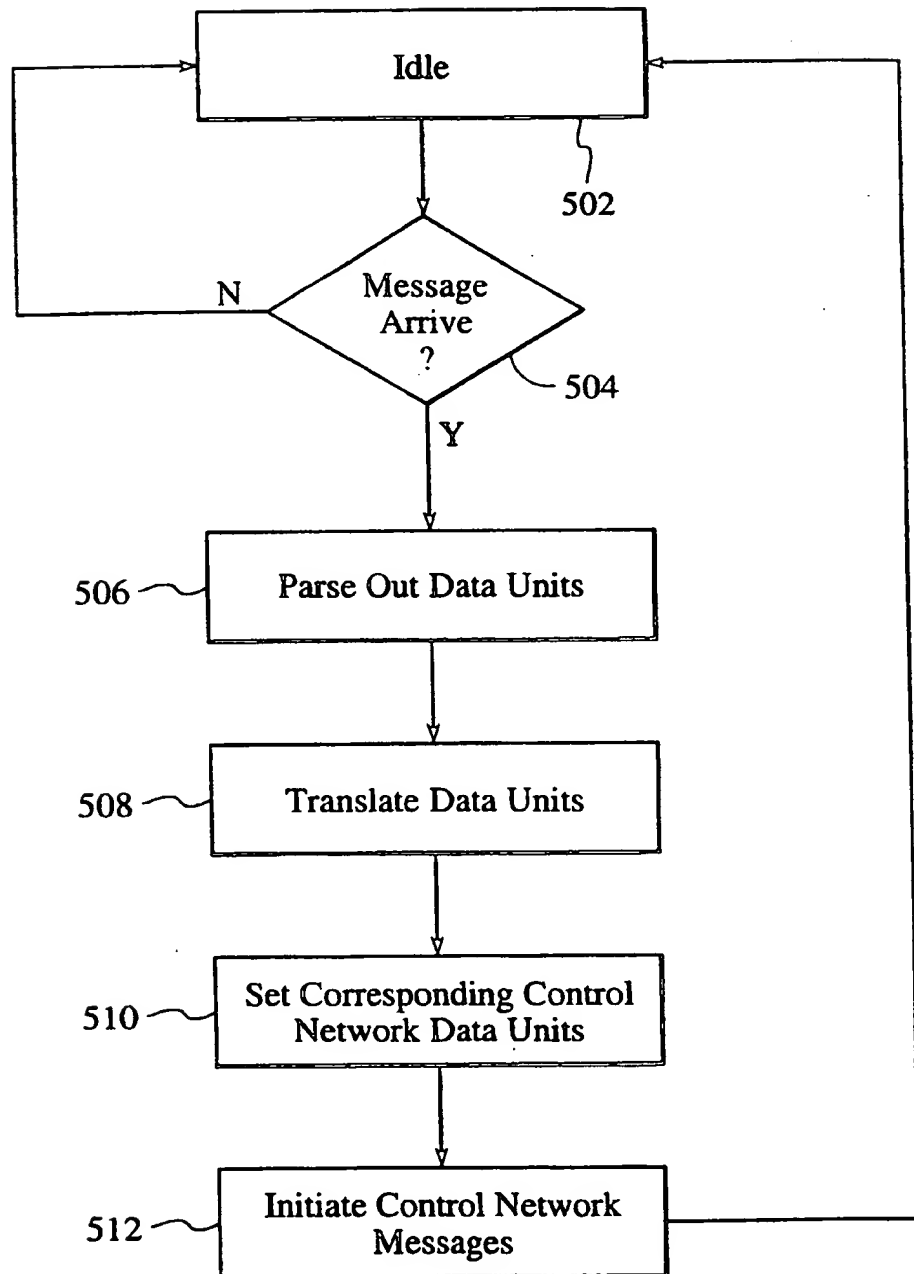 Idle
502
Message
Arrive
?
N
504
Y
506
Parse Out Data Units
508
Translate Data Units
510
Set Corresponding Control
Network Data Units
512
Initiate Control Network
Messages